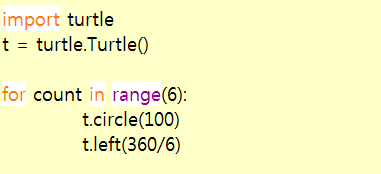 import turtle
t = turtle.Turtle()
for count in range(6):
t.circle(100)
t.left(360/6)